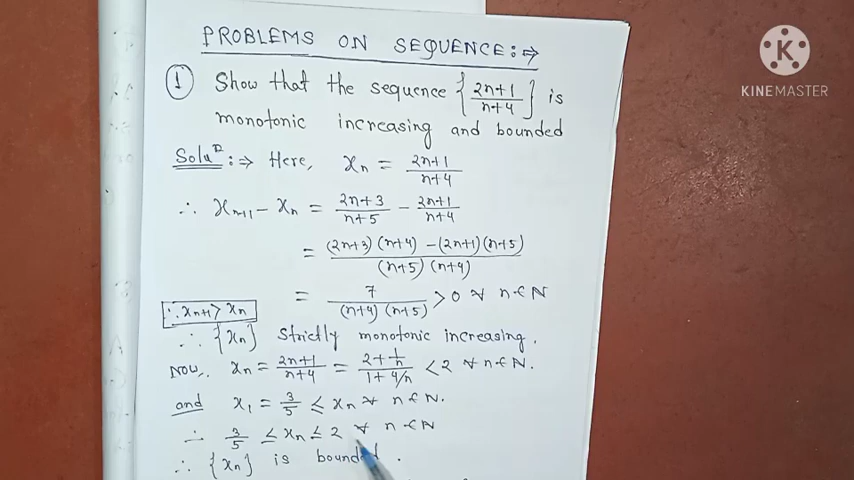 PROBLEMS ON SEQUENCE:⇒
K
KINEMASTER
① Show that the sequence {(2n+1)/(n+4)} is
monotonic increasing and bounded
Soluⁿ:⇒ Here, xₙ = (2n+1)/(n+4)
∴ xₙ₊₁ - xₙ = (2n+3)/(n+5) - (2n+1)/(n+4)
= ((2n+3)(n+4) - (2n+1)(n+5))/((n+5)(n+4))
= 7/((n+4)(n+5)) > 0 ∀ n∈N
∴ xₙ₊₁ > xₙ
∴ {xₙ} strictly monotonic increasing.
Now, xₙ = (2n+1)/(n+4) = (2+1/n)/(1+4/n) < 2 ∀ n∈N.
and x₁ = 3/5 ≤ xₙ ∀ n∈N.
∴ 3/5 ≤ xₙ ≤ 2 ∀ n∈N
∴ {xₙ} is bounded.